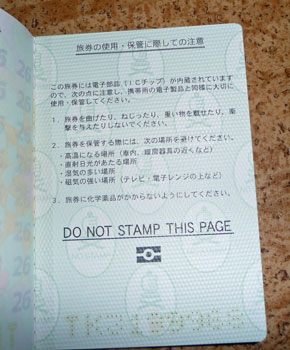 旅券の使用・保管に際しての注意
この旅券には電子部品(ICチップ)が内蔵されています
ので、次の点に注意し、携帯用の電子製品と同様に大切に
使用・保管してください。
1. 旅券を曲げたり、ねじったり、重い物を載せたり、衝
撃を与えたりしないでください。
2. 旅券を保管する際には、次の場所を避けてください。
・高温になる場所(車内、暖房器具の近くなど)
・直射日光があたる場所
・湿気の多い場所
・磁気の強い場所(テレビ・電子レンジの上など)
3. 旅券に化学薬品がかからないようにしてください。
DO NOT STAMP THIS PAGE